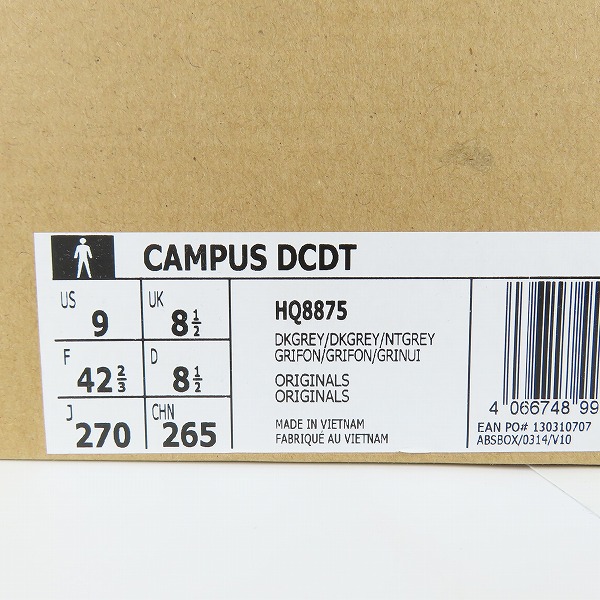 CAMPUS DCDT
US 9 UK 8 1/2
F 42 2/3 D 8 1/2
J 270 CHN 265
HQ8875
DKGREY/DKGREY/NTGREY
GRIFON/GRIFON/GRINUI
ORIGINALS
ORIGINALS
MADE IN VIETNAM
FABRIQUÉ AU VIETNAM
4 066748 99
EAN PO# 130310707
ABSBOX/0314/V10